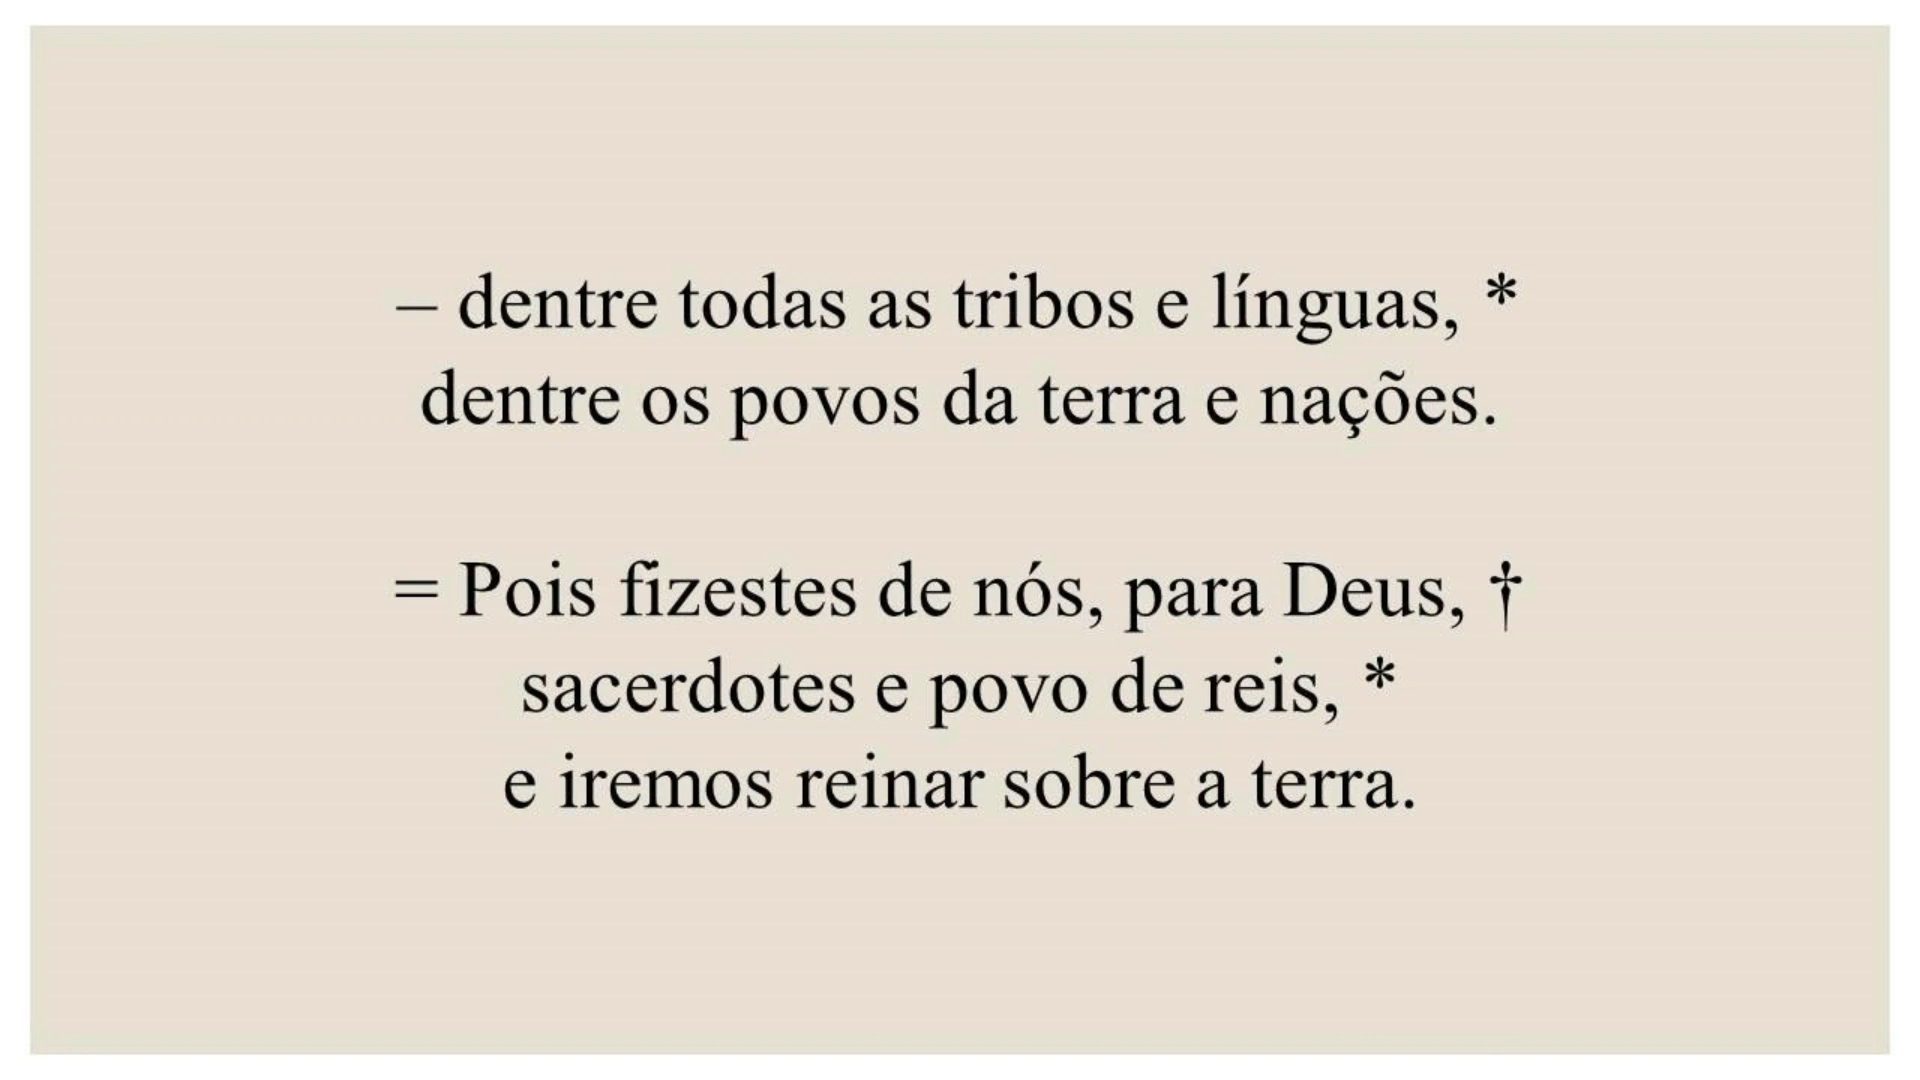 – dentre todas as tribos e línguas, *
dentre os povos da terra e nações.
= Pois fizestes de nós, para Deus, †
sacerdotes e povo de reis, *
e iremos reinar sobre a terra.